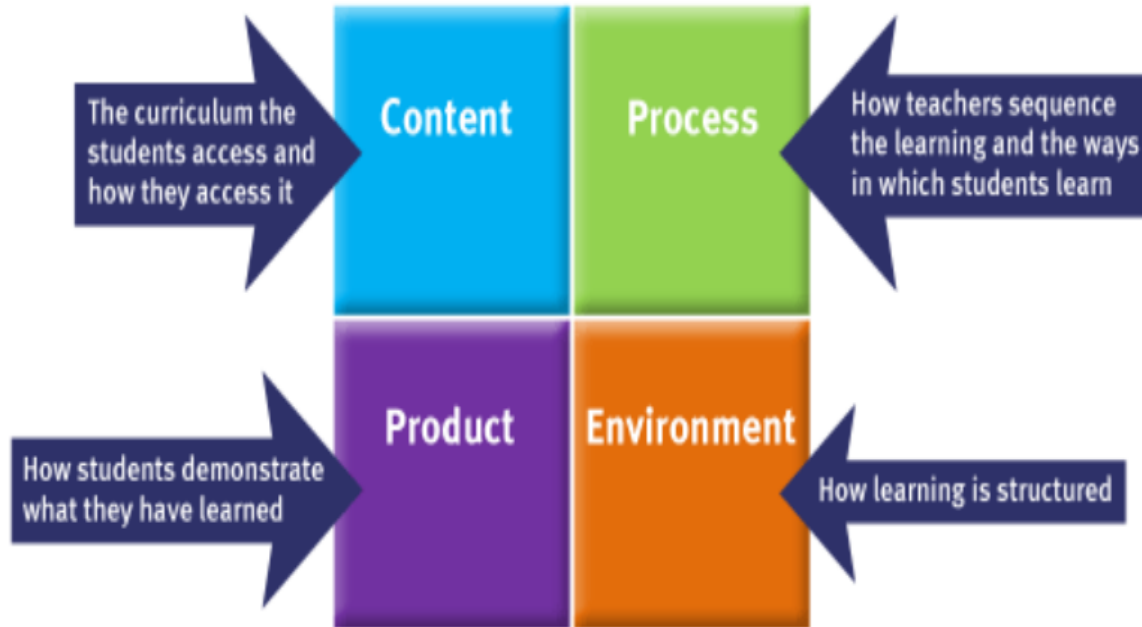 The curriculum the
students access and
how they access it
Content
Process
How teachers sequence
the learning and the ways
in which students learn
How students demonstrate
what they have learned
Product
Environment
How learning is structured